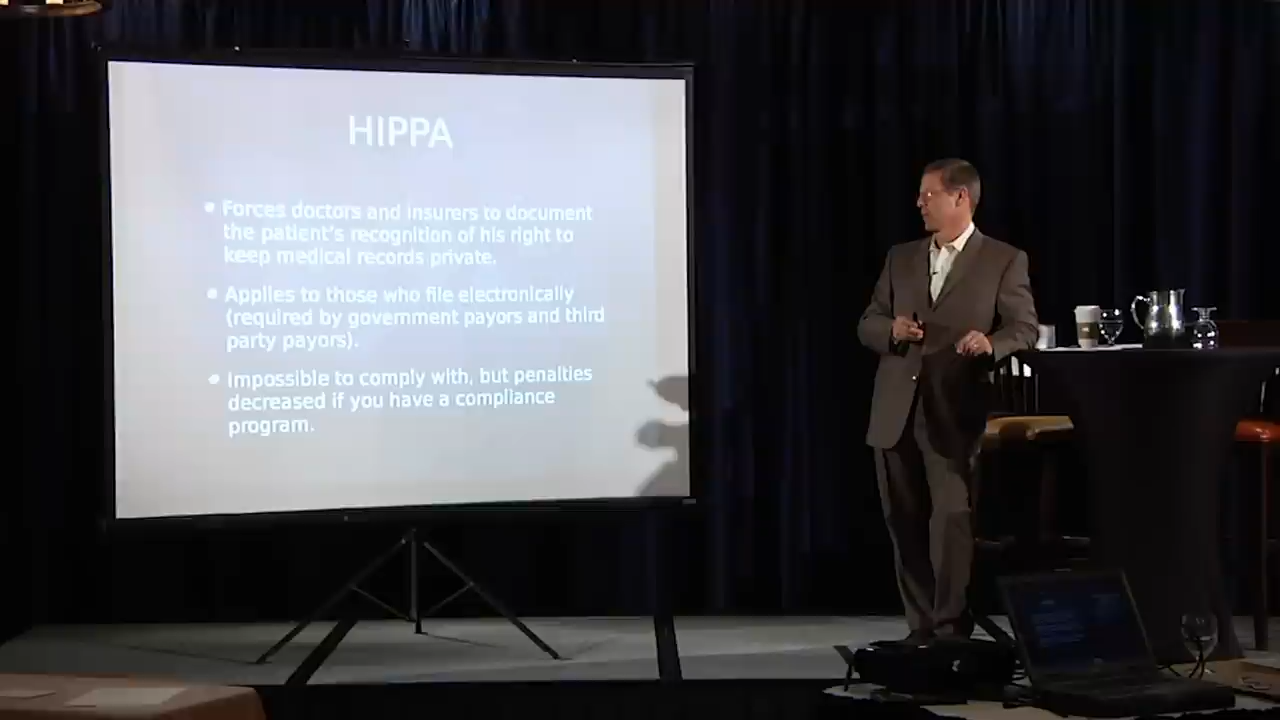 HIPPA
• Forces doctors and insurers to document
the patient's recognition of his right to
keep medical records private.
• Applies to those who file electronically
(required by government payors and third
party payors).
• Impossible to comply with, but penalties
decreased if you have a compliance
program.